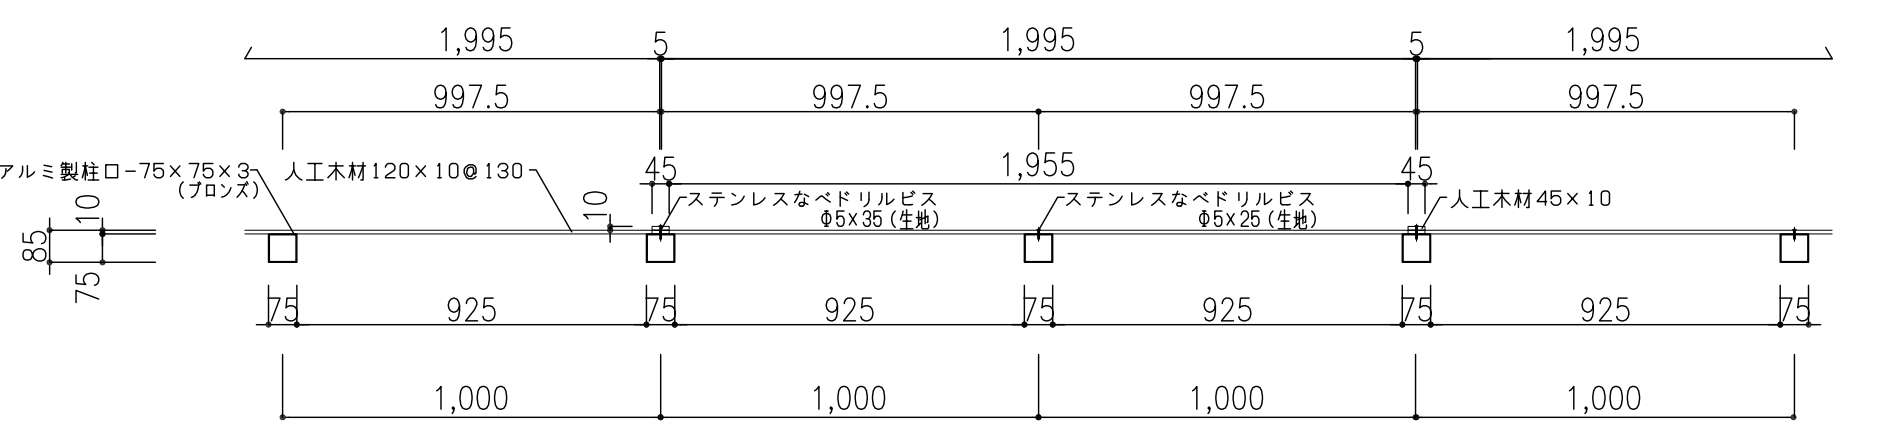 1,995 5 1,995 5 1,995
997.5 997.5 997.5 997.5
45 1,955 45
アルミ製柱ロ-75×75×3
(ブロンズ)
人工木材120×10@130
10
ステンレスなベドリルビス
Φ5×35(生地)
ステンレスなベドリルビス
Φ5×25(生地)
人工木材45×10
10
85
75
75 925 75 925 75 925 75 925 75
1,000 1,000 1,000 1,000